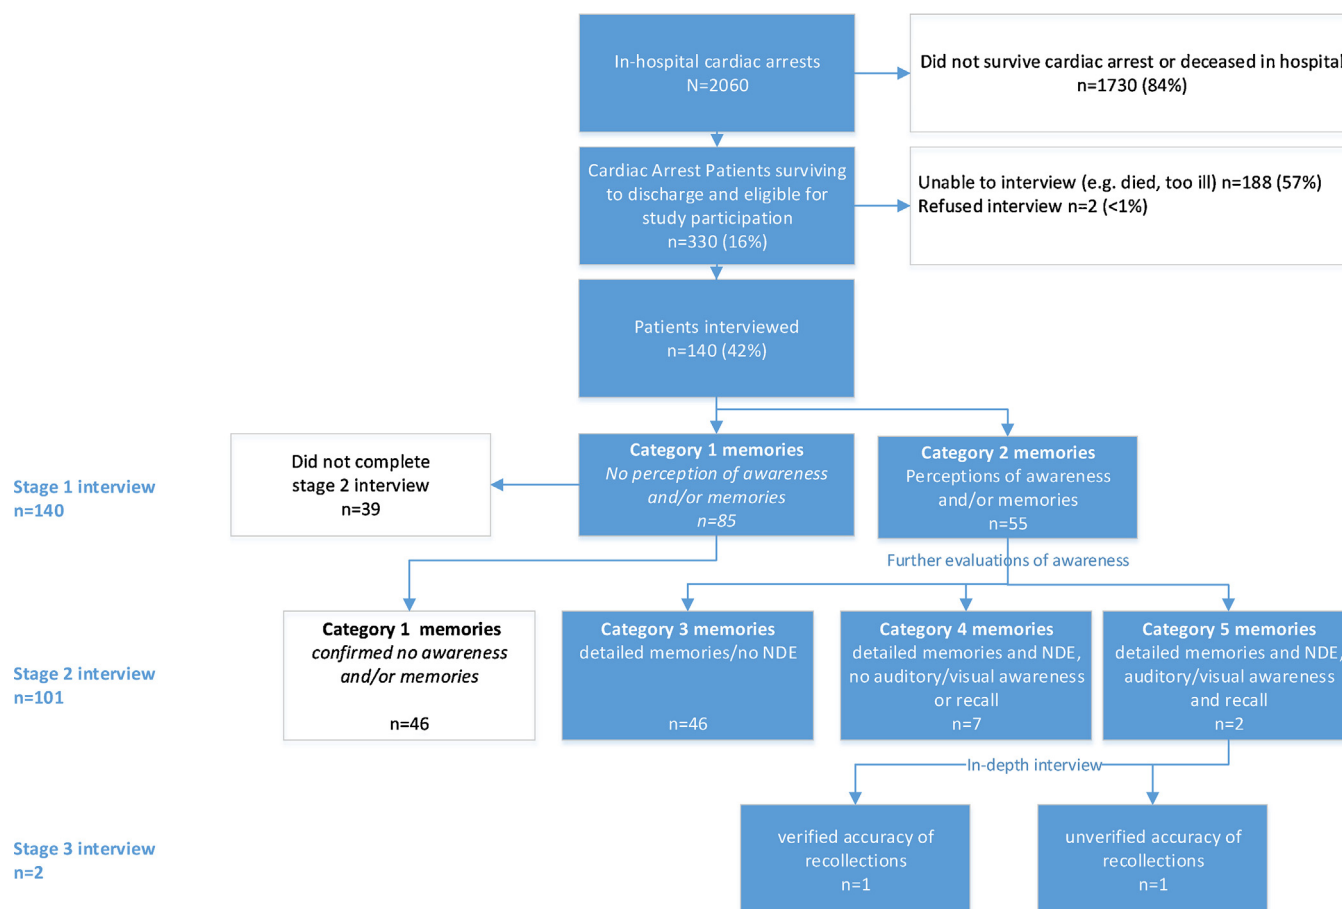 In-hospital cardiac arrests
N=2060
Did not survive cardiac arrest or deceased in hospital
n=1730 (84%)
Cardiac Arrest Patients surviving
to discharge and eligible for
study participation
n=330 (16%)
Unable to interview (e.g. died, too ill) n=188 (57%)
Refused interview n=2 (<1%)
Patients interviewed
n=140 (42%)
Stage 1 interview
n=140
Did not complete
stage 2 interview
n=39
Category 1 memories
No perception of awareness
and/or memories
n=85
Category 2 memories
Perceptions of awareness
and/or memories
n=55
Further evaluations of awareness
Stage 2 interview
n=101
Category 1 memories
confirmed no awareness
and/or memories
n=46
Category 3 memories
detailed memories/no NDE
n=46
Category 4 memories
detailed memories and NDE,
no auditory/visual awareness
or recall
n=7
Category 5 memories
detailed memories and NDE,
auditory/visual awareness
and recall
n=2
In-depth interview
Stage 3 interview
n=2
verified accuracy of
recollections
n=1
unverified accuracy of
recollections
n=1